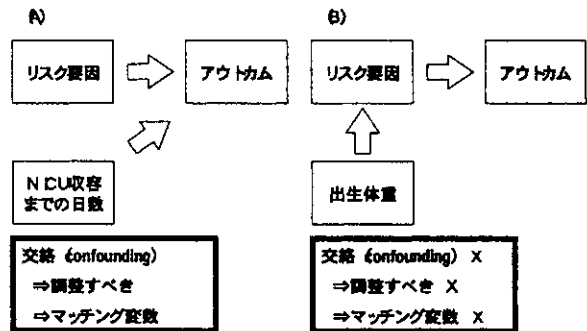 A)
リスク要因
アウトカム
NICU収容
までの日数
交絡 (confounding)
⇒調整すべき
⇒マッチング変数
B)
リスク要因
アウトカム
出生体重
交絡 (confounding) X
⇒調整すべき X
⇒マッチング変数 X